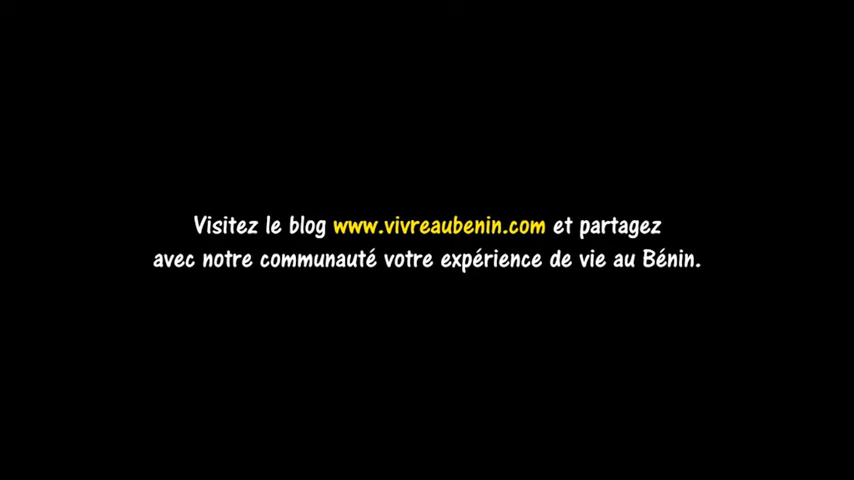 Visitez le blog www.vivreaubenin.com et partagez
avec notre communauté votre expérience de vie au Bénin.